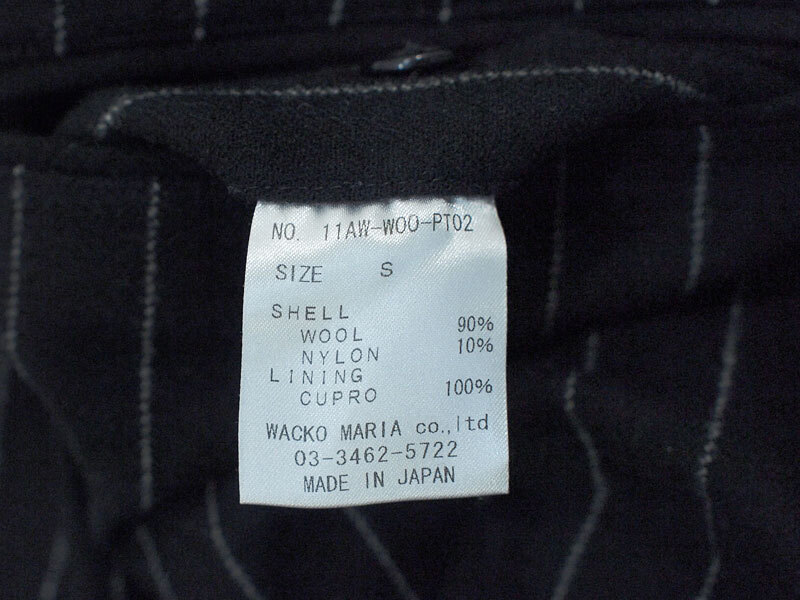 NO. 11AW-WOO-PT02
SIZE S
SHELL
WOOL 90%
NYLON 10%
LINING
CUPRO 100%
WACKO MARIA co.,ltd
03-3462-5722
MADE IN JAPAN